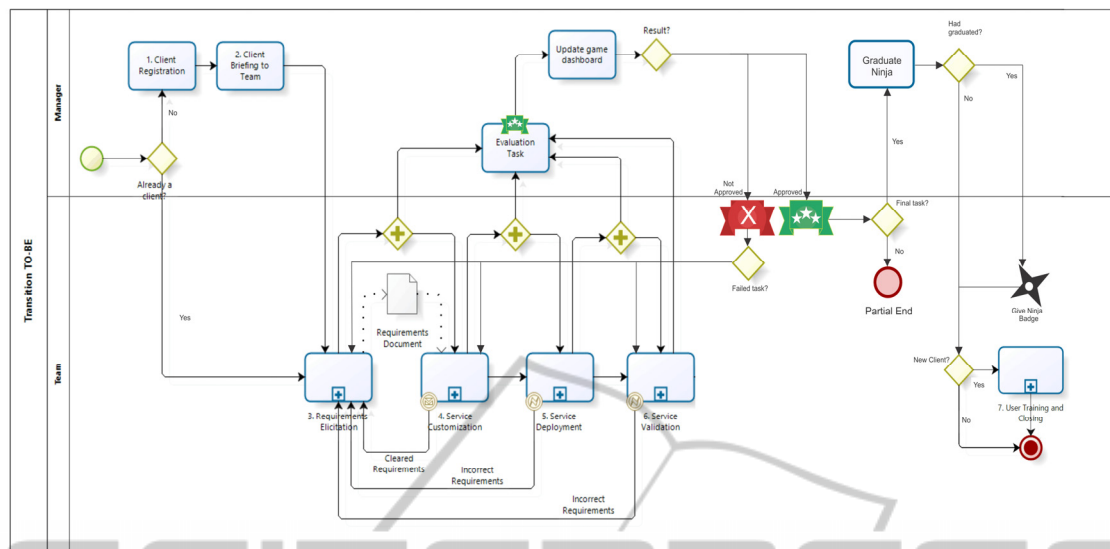 Transition TO-BE
Manager
Team
1. Client
Registration
2. Client
Briefing to
Team
No
Already a
client?
Yes
Update game
dashboard
Result?
Evaluation
Task
Not
Approved
Approved
X
Failed task?
Final task?
Yes
No
Partial End
Graduate
Ninja
Had
graduated?
No
Yes
Give Ninja
Badge
Requirements
Document
3. Requirements
Elicitation
4. Service
Customization
5. Service
Deployment
6. Service
Validation
Cleared
Requirements
Incorrect
Requirements
Incorrect
Requirements
New Client?
Yes
No
7. User Training and
Closing